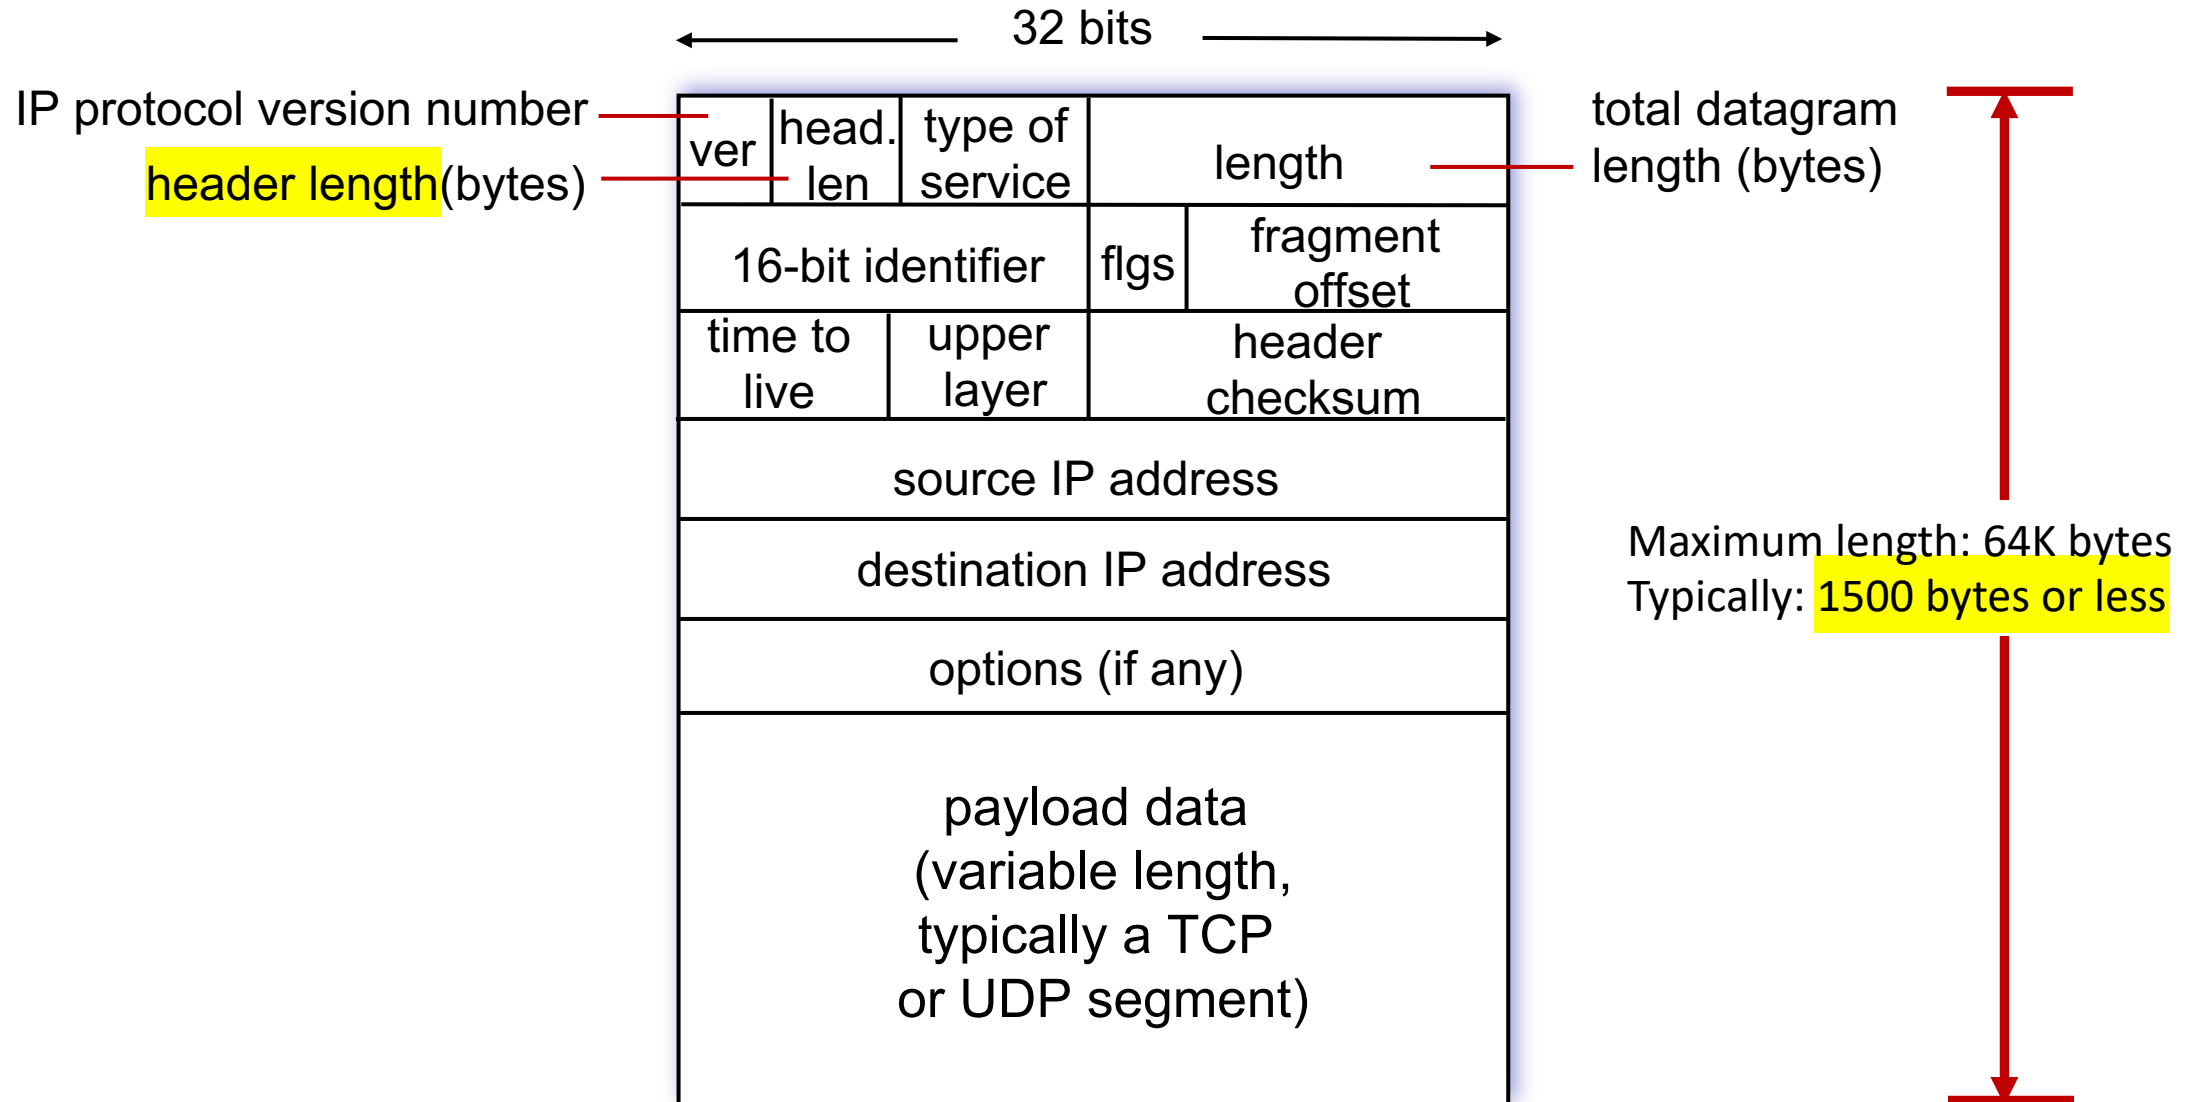 32 bits
IP protocol version number
header length(bytes)
ver
head.
len
type of
service
length
total datagram
length (bytes)
16-bit identifier
flgs
fragment
offset
time to
live
upper
layer
header
checksum
source IP address
destination IP address
Maximum length: 64K bytes
Typically: 1500 bytes or less
options (if any)
payload data
(variable length,
typically a TCP
or UDP segment)